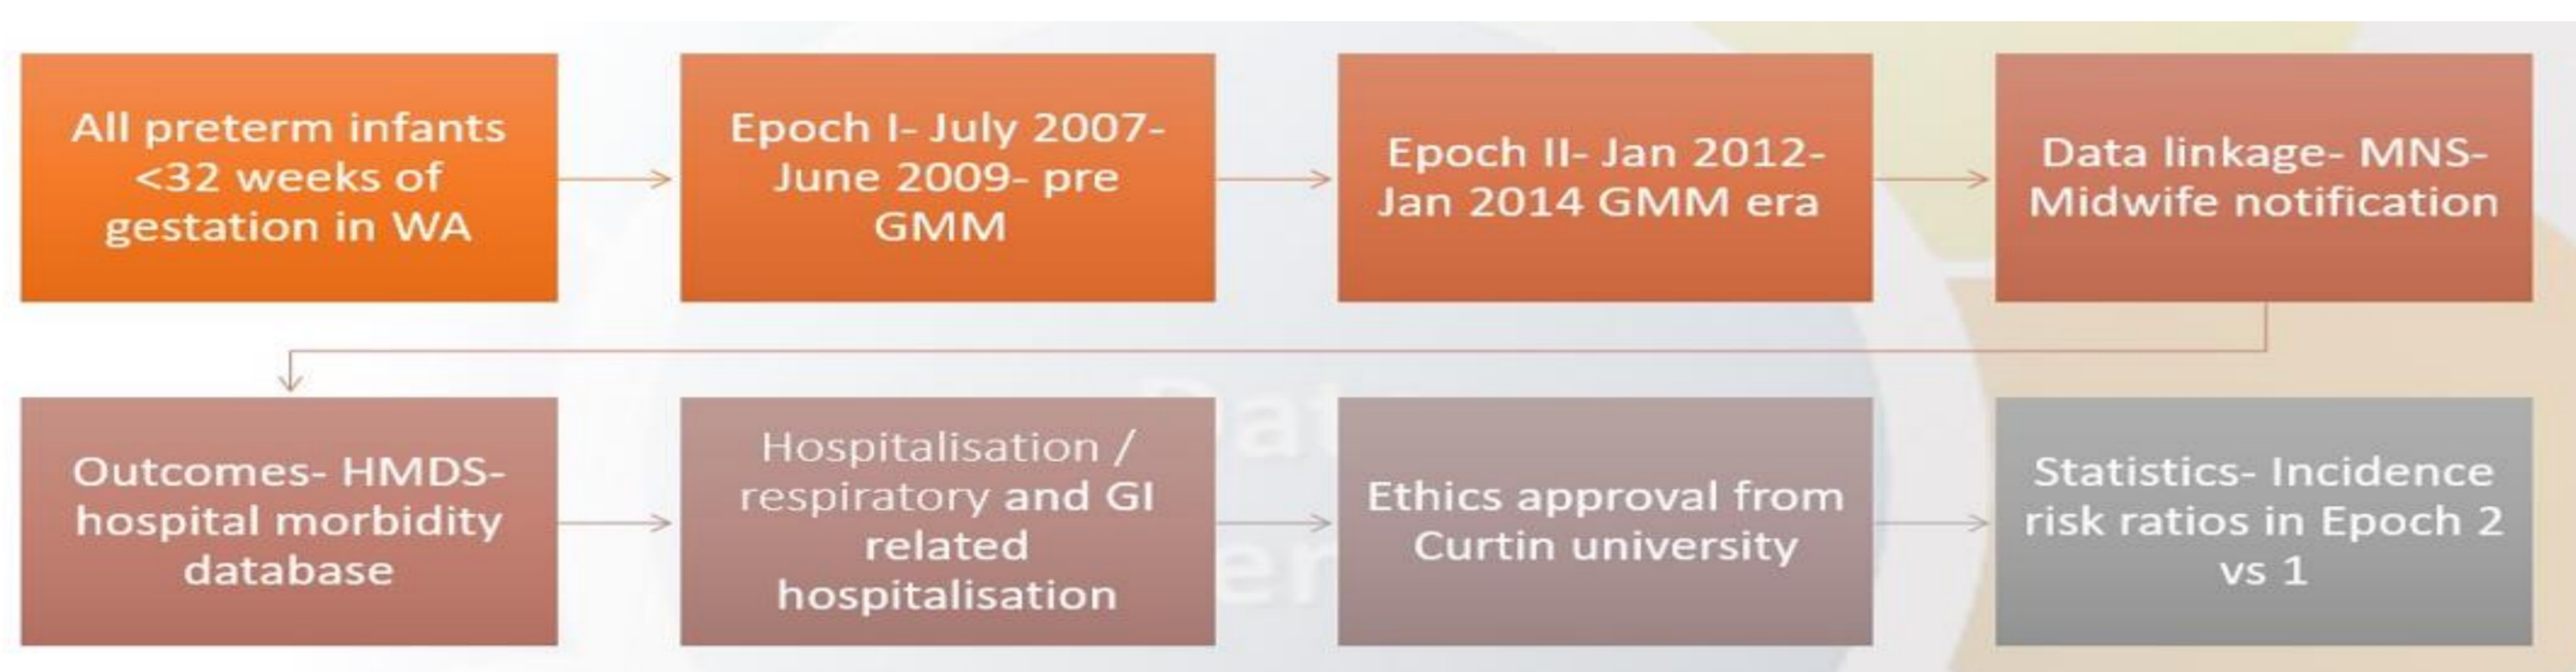 All preterm infants
<32 weeks of
gestation in WA
Epoch I- July 2007-
June 2009- pre
GMM
Epoch II- Jan 2012-
Jan 2014 GMM era
Data linkage- MNS-
Midwife notification
Outcomes- HMDS-
hospital morbidity
database
Hospitalisation /
respiratory and GI
related
hospitalisation
Ethics approval from
Curtin university
Statistics- Incidence
risk ratios in Epoch 2
vs 1